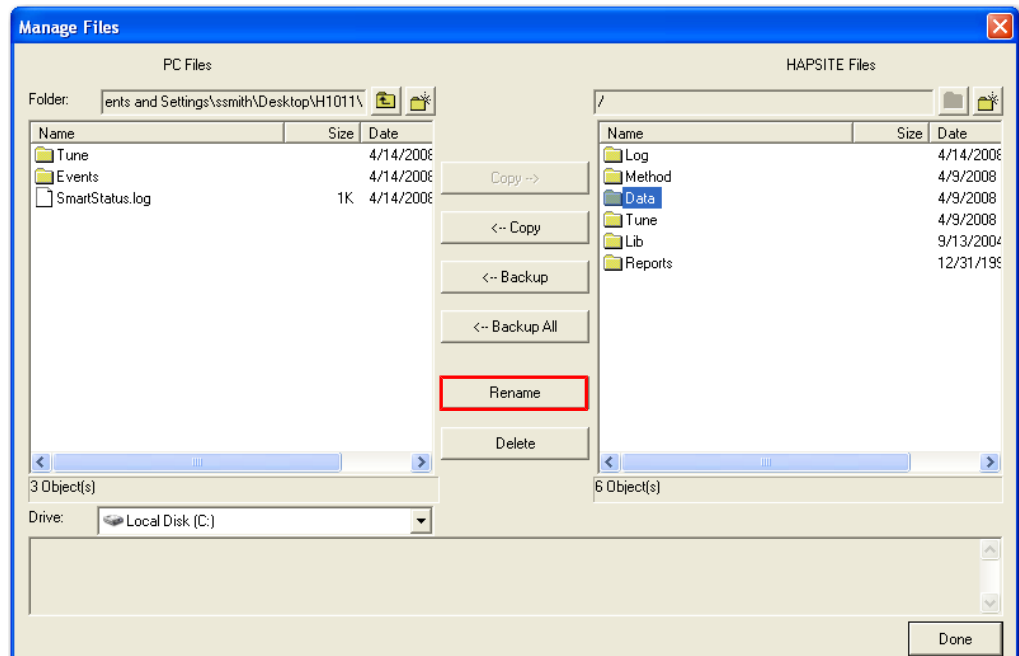 Manage Files
PC Files
HAPSITE Files
Folder: ents and Settings\ssmith\Desktop\H1011\
/
Name Size Date
Tune 4/14/2008
Events 4/14/2008
SmartStatus.log 1K 4/14/2008
Copy -->
<-- Copy
<-- Backup
<-- Backup All
Rename
Delete
Name Size Date
Log 4/14/2008
Method 4/9/2008
Data 4/9/2008
Tune 4/9/2008
Lib 9/13/2004
Reports 12/31/199
3 Object(s)
6 Object(s)
Drive: Local Disk (C:)
Done